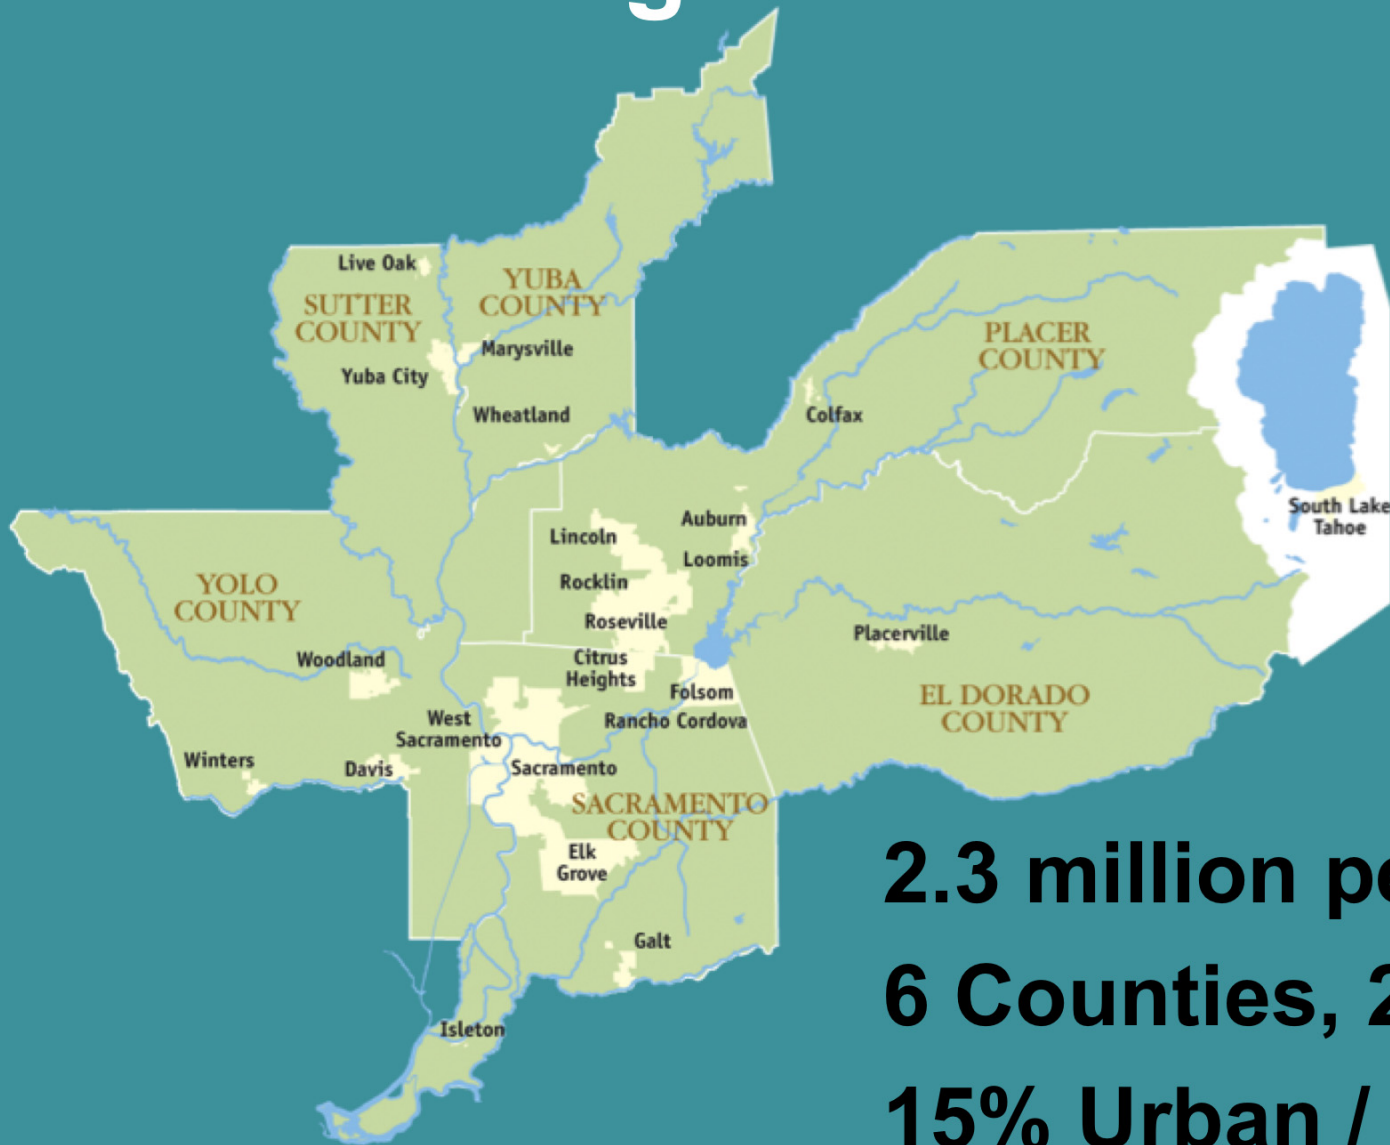 g
Live Oak
SUTTER
COUNTY
YUBA
COUNTY
Marysville
Yuba City
Wheatland
PLACER
COUNTY
Colfax
South Lake
Tahoe
Auburn
Lincoln
Loomis
Rocklin
Roseville
YOLO
COUNTY
Woodland
Citrus
Heights
Placerville
Folsom
EL DORADO
COUNTY
West
Sacramento
Rancho Cordova
Winters
Davis
Sacramento
SACRAMENTO
COUNTY
Elk
Grove
Galt
Isleton
2.3 million
6 Counties, 2
15% Urban /